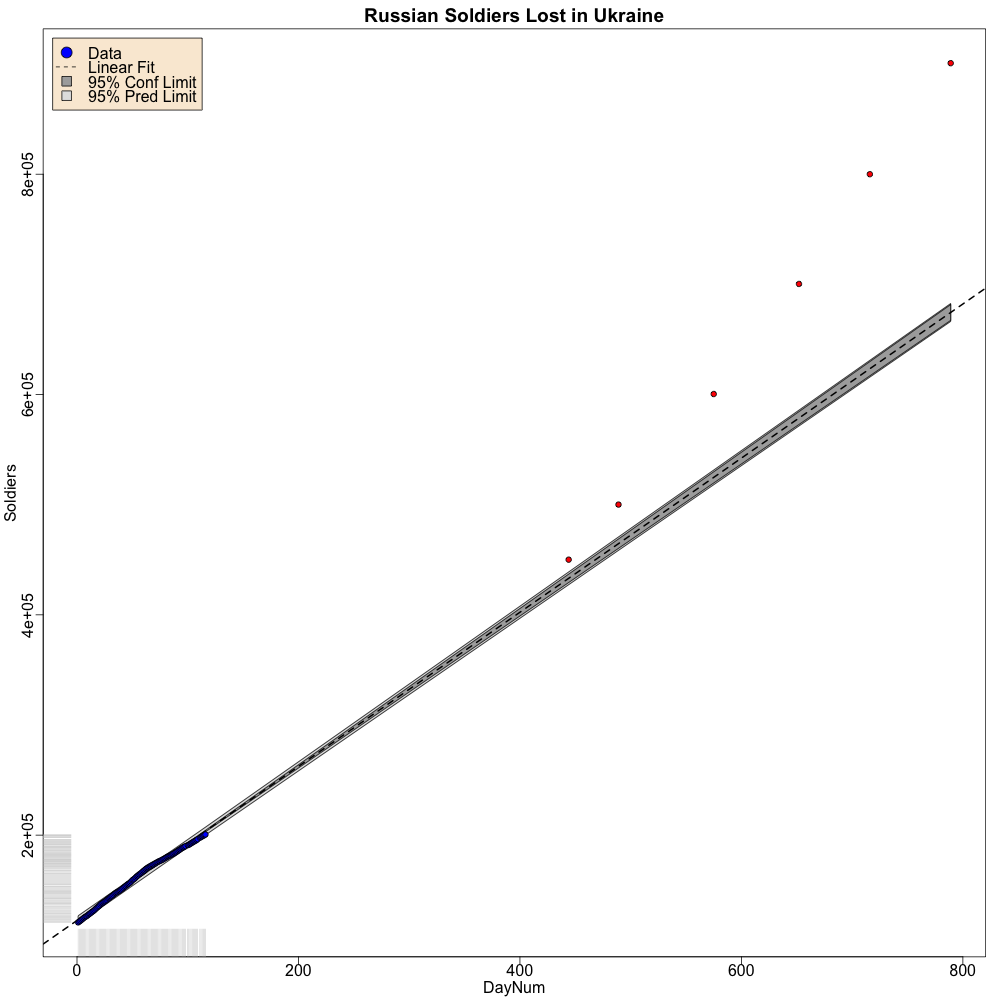 Russian Soldiers Lost in Ukraine
Data
Linear Fit
95% Conf Limit
95% Pred Limit
8e+05
6e+05
4e+05
2e+05
Soldiers
0 200 400 600 800
DayNum